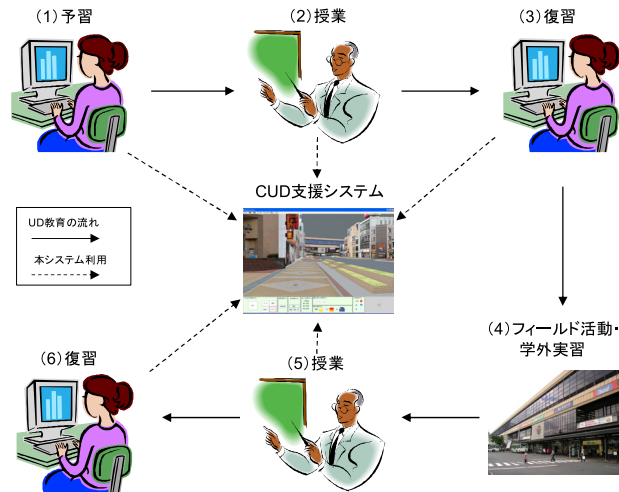 (1)予習
(2)授業
(3)復習
CUD支援システム
UD教育の流れ
本システム利用
(4)フィールド活動・
学外実習
(5)授業
(6)復習